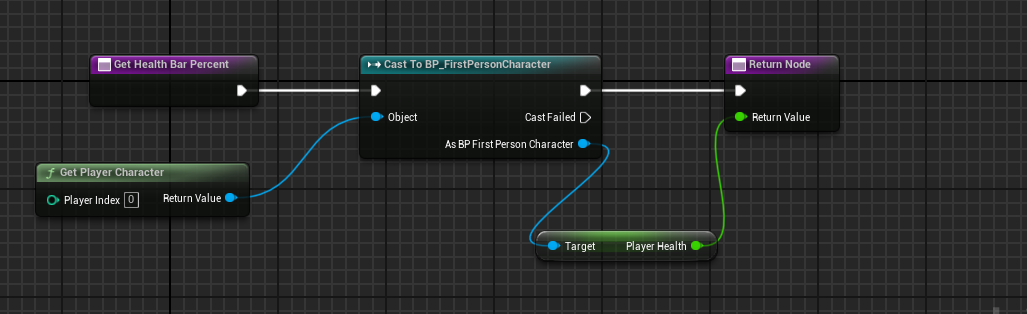 Get Health Bar Percent
Cast To BP_FirstPersonCharacter
Return Node
Object
Cast Failed
Return Value
As BP First Person Character
f Get Player Character
Player Index 0 Return Value
Target Player Health